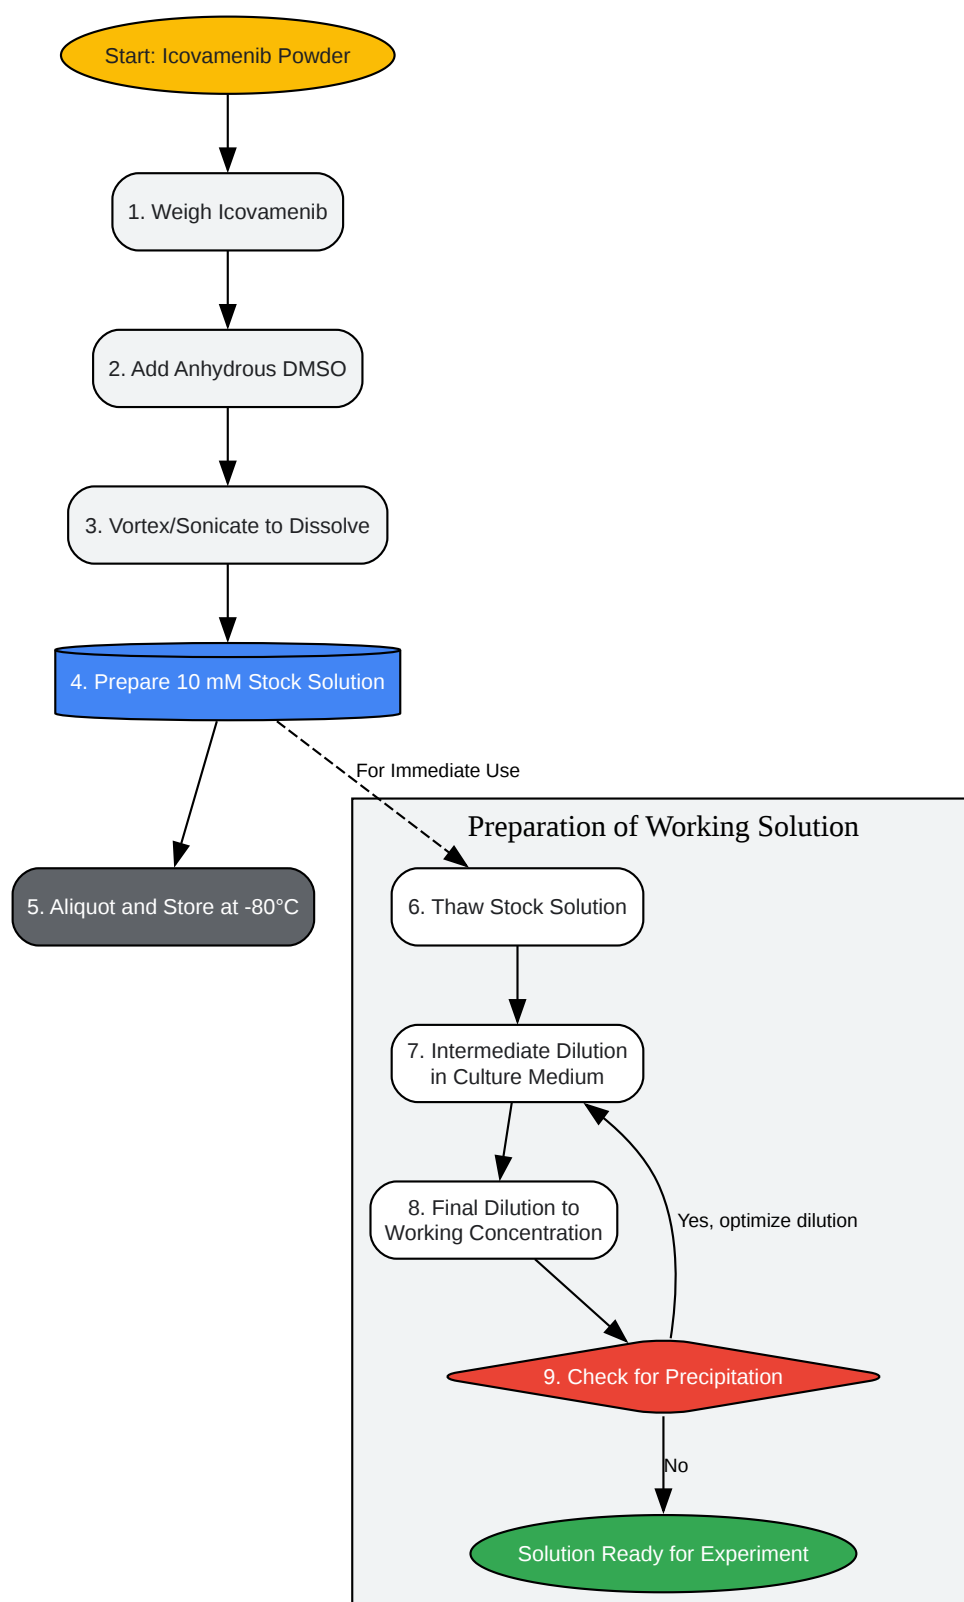 Start: Icovamenib Powder
1. Weigh Icovamenib
2. Add Anhydrous DMSO
3. Vortex/Sonicate to Dissolve
4. Prepare 10 mM Stock Solution
For Immediate Use
Preparation of Working Solution
5. Aliquot and Store at -80°C
6. Thaw Stock Solution
7. Intermediate Dilution
in Culture Medium
8. Final Dilution to
Working Concentration
Yes, optimize dilution
9. Check for Precipitation
No
Solution Ready for Experiment